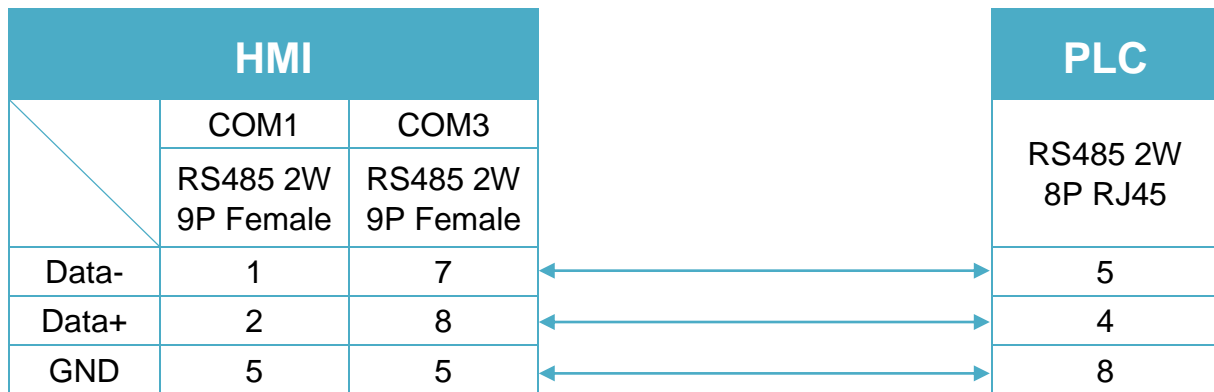 HMI PLC
COM1 COM3
RS485 2W RS485 2W RS485 2W
9P Female 9P Female 8P RJ45
Data- 1 7 5
Data+ 2 8 4
GND 5 5 8